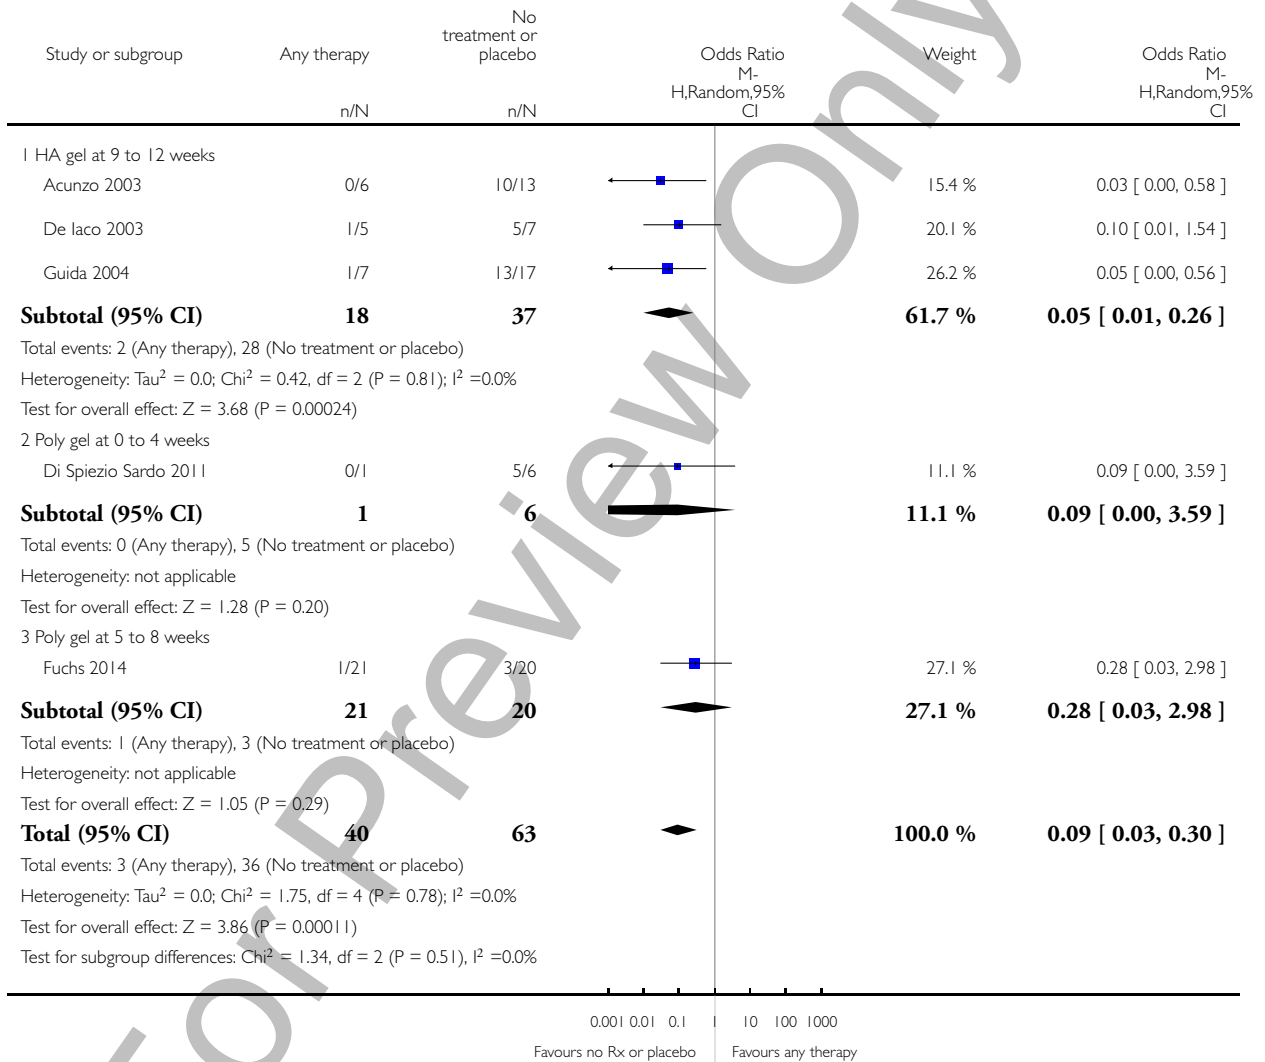 No
treatment or
Study or subgroup Any therapy placebo Odds Ratio Weight Odds Ratio
M- M-
H,Random,95% H,Random,95%
n/N n/N CI CI
1 HA gel at 9 to 12 weeks
Acunzo 2003 0/6 10/13 15.4 % 0.03 [ 0.00, 0.58 ]
De Iaco 2003 1/5 5/7 20.1 % 0.10 [ 0.01, 1.54 ]
Guida 2004 1/7 13/17 26.2 % 0.05 [ 0.00, 0.56 ]
Subtotal (95% CI) 18 37 61.7 % 0.05 [ 0.01, 0.26 ]
Total events: 2 (Any therapy), 28 (No treatment or placebo)
Heterogeneity: Tau² = 0.0; Chi² = 0.42, df = 2 (P = 0.81); I² =0.0%
Test for overall effect: Z = 3.68 (P = 0.00024)
2 Poly gel at 0 to 4 weeks
Di Spiezio Sardo 2011 0/1 5/6 11.1 % 0.09 [ 0.00, 3.59 ]
Subtotal (95% CI) 1 6 11.1 % 0.09 [ 0.00, 3.59 ]
Total events: 0 (Any therapy), 5 (No treatment or placebo)
Heterogeneity: not applicable
Test for overall effect: Z = 1.28 (P = 0.20)
3 Poly gel at 5 to 8 weeks
Fuchs 2014 1/21 3/20 27.1 % 0.28 [ 0.03, 2.98 ]
Subtotal (95% CI) 21 20 27.1 % 0.28 [ 0.03, 2.98 ]
Total events: 1 (Any therapy), 3 (No treatment or placebo)
Heterogeneity: not applicable
Test for overall effect: Z = 1.05 (P = 0.29)
Total (95% CI) 40 63 100.0 % 0.09 [ 0.03, 0.30 ]
Total events: 3 (Any therapy), 36 (No treatment or placebo)
Heterogeneity: Tau² = 0.0; Chi² = 1.75, df = 4 (P = 0.78); I² =0.0%
Test for overall effect: Z = 3.86 (P = 0.00011)
Test for subgroup differences: Chi² = 1.34, df = 2 (P = 0.51), I² =0.0%
0.001 0.01 0.1 1 10 100 1000
Favours no Rx or placebo Favours any therapy
For Preview Only